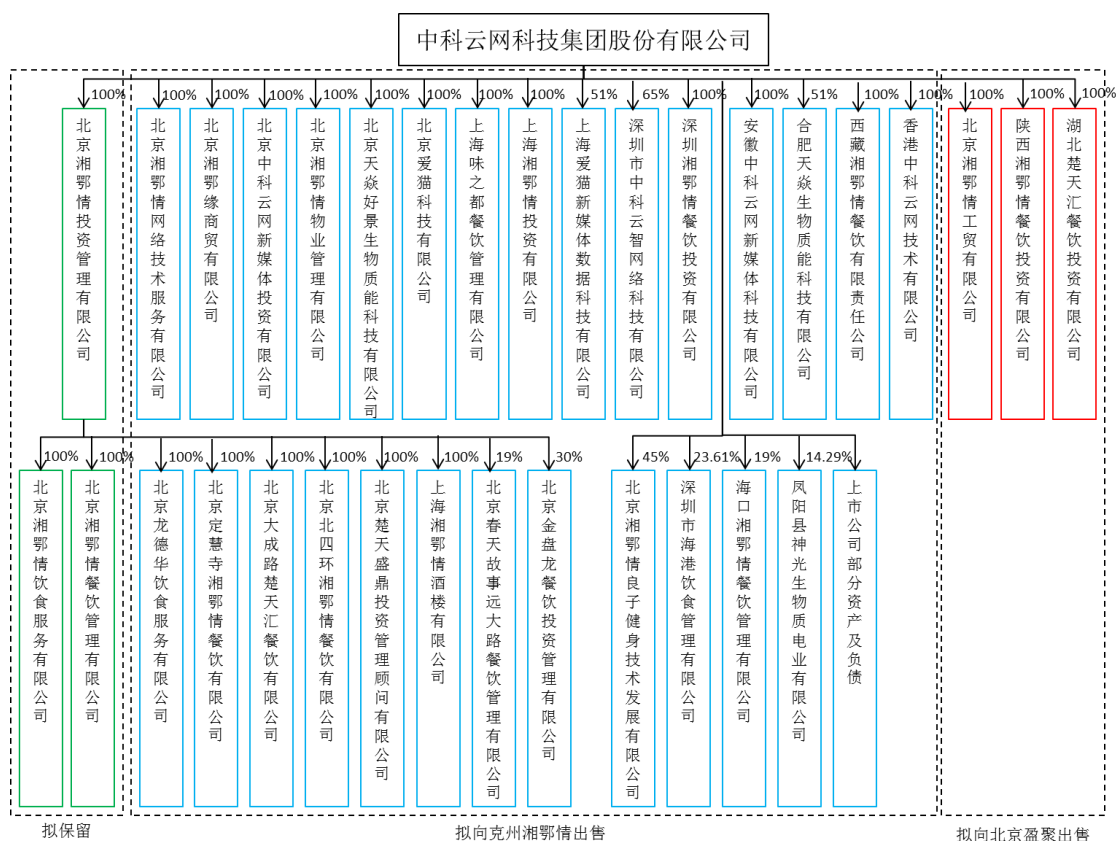 中科云网科技集团股份有限公司
100%
北京湘鄂情投资管理有限公司
100%
北京湘鄂情网络技术服务有限公司
100%
北京湘鄂缘商贸有限公司
100%
北京中科云网新媒体投资有限公司
100%
北京湘鄂情物业管理有限公司
100%
北京天焱好景生物质能科技有限公司
100%
北京爱猫科技有限公司
100%
上海味之都餐饮管理有限公司
100%
上海湘鄂情投资有限公司
51%
上海爱猫新媒体数据科技有限公司
65%
深圳市中科云智网络科技有限公司
100%
深圳湘鄂情餐饮投资有限公司
100%
安徽中科云网新媒体科技有限公司
51%
合肥天焱生物质能科技有限公司
100%
西藏湘鄂情餐饮有限责任公司
100%
香港中科云网技术有限公司
100%
北京湘鄂情工贸有限公司
100%
陕西湘鄂情餐饮投资有限公司
100%
湖北楚天汇餐饮投资有限公司
100%
北京湘鄂情饮食服务有限公司
100%
北京湘鄂情餐饮管理有限公司
100%
北京龙德华饮食服务有限公司
100%
北京定慧寺湘鄂情餐饮有限公司
100%
北京大成路楚天汇餐饮有限公司
100%
北京北四环湘鄂情餐饮有限公司
100%
北京楚天盛鼎投资管理顾问有限公司
100%
上海湘鄂情酒楼有限公司
19%
北京春天故事远大路餐饮管理有限公司
30%
北京金盘龙餐饮投资管理有限公司
45%
北京湘鄂情良子健身技术发展有限公司
23.61%
深圳市海港饮食管理有限公司
19%
海口湘鄂情餐饮管理有限公司
14.29%
凤阳县神光生物质电业有限公司
上市公司部分资产及负债
拟保留
拟向克州湘鄂情出售
拟向北京盈聚出售